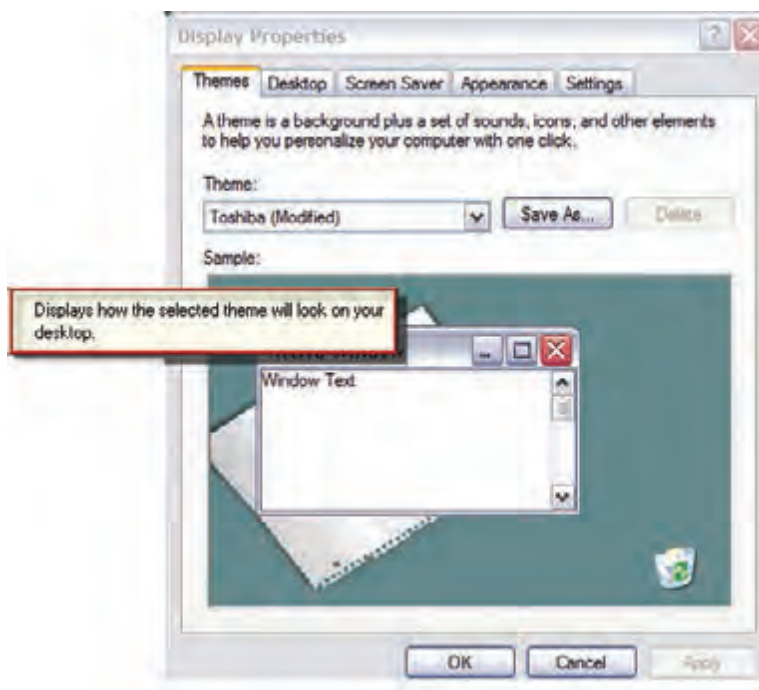 Display Properties
Themes Desktop Screen Saver Appearance Settings
A theme is a background plus a set of sounds, icons, and other elements
to help you personalize your computer with one click.
Theme:
Toshiba (Modified) Save As... Delete
Sample:
Displays how the selected theme will look on your
desktop.
Window Text
OK Cancel Apply